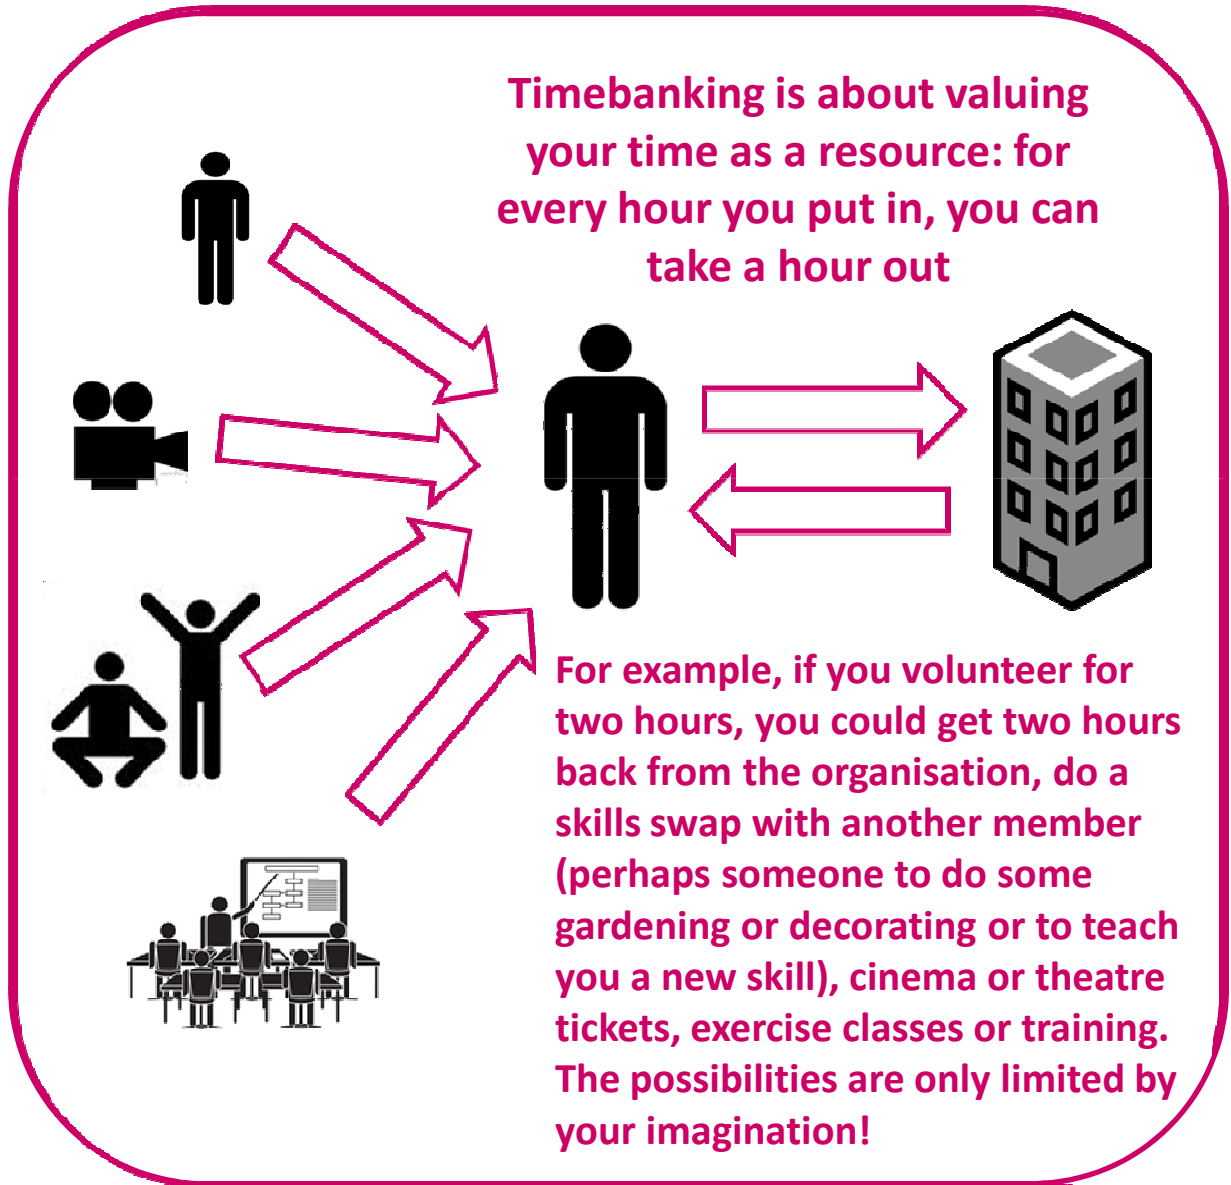 Timebanking is about valuing
your time as a resource: for
every hour you put in, you can
take a hour out
For example, if you volunteer for
two hours, you could get two hours
back from the organisation, do a
skills swap with another member
(perhaps someone to do some
gardening or decorating or to teach
you a new skill), cinema or theatre
tickets, exercise classes or training.
The possibilities are only limited by
your imagination!